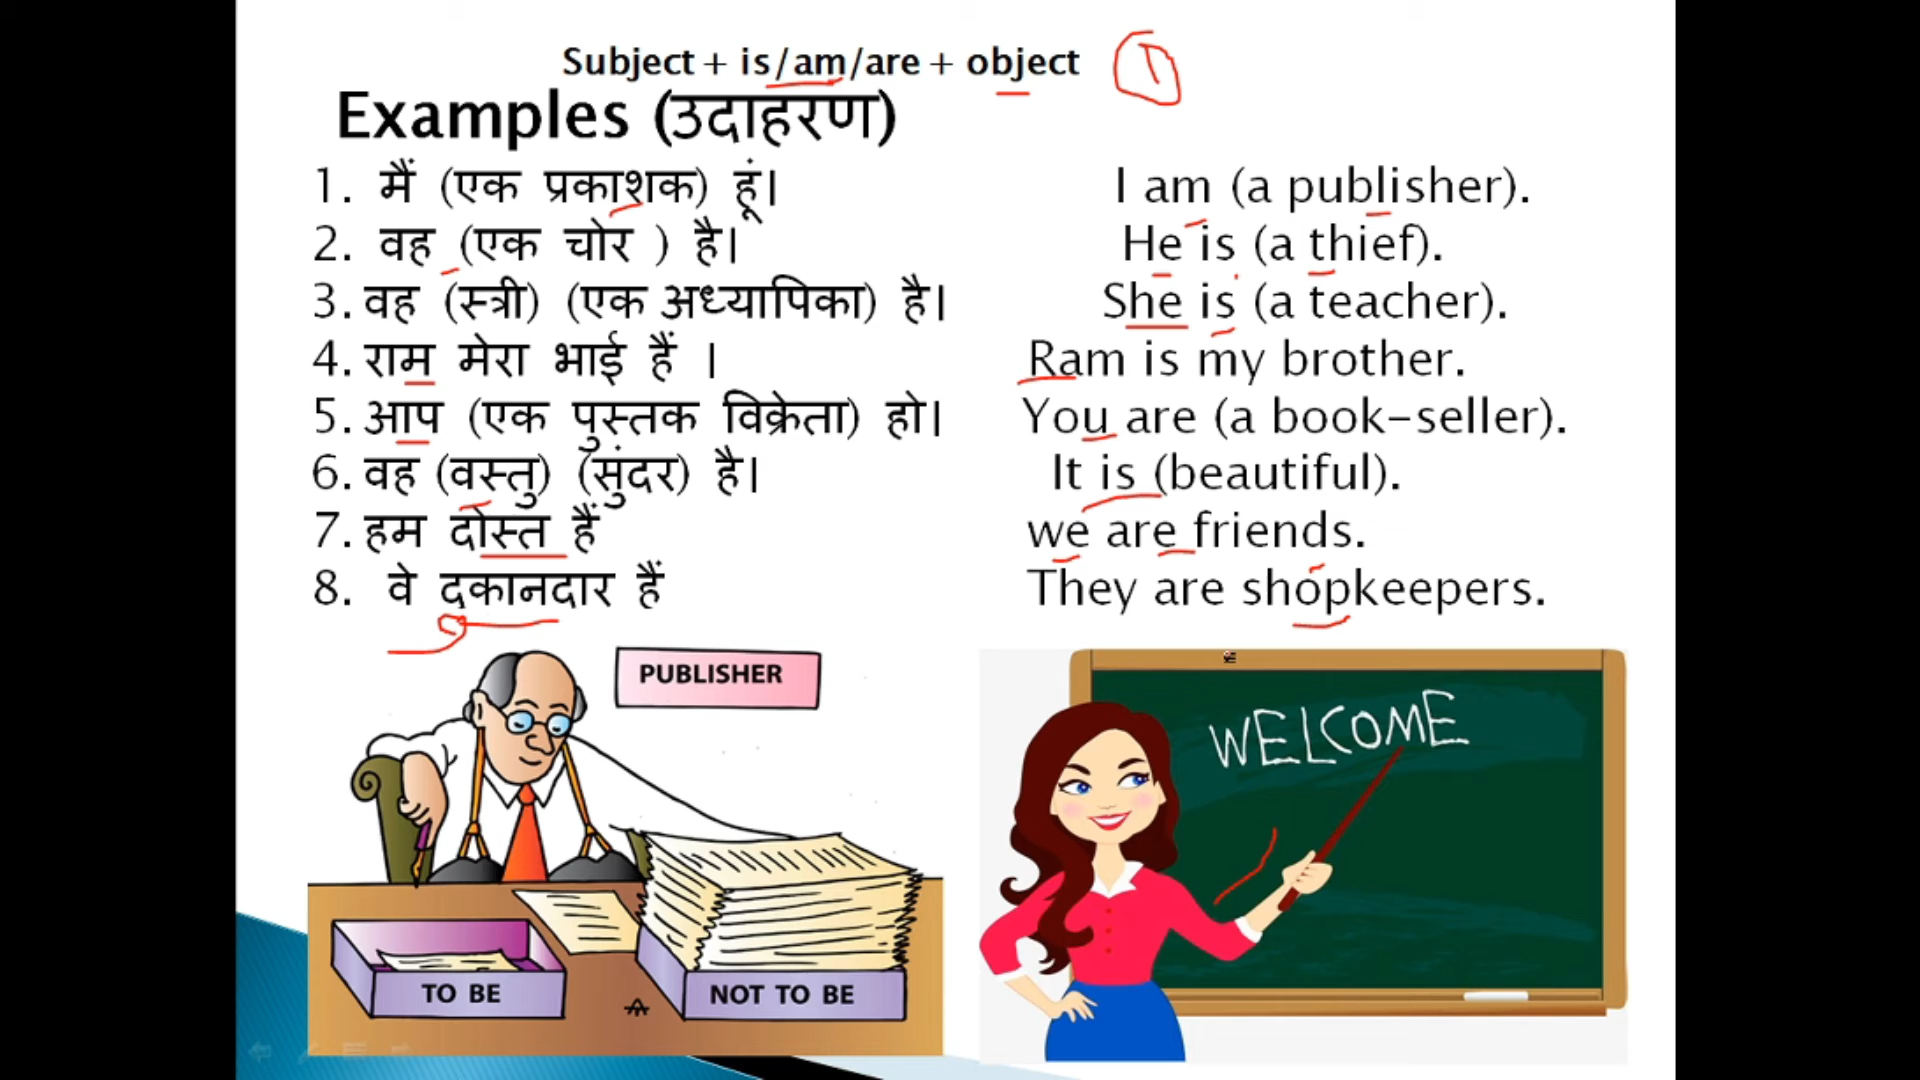 Subject + is/am/are + object 1
Examples (उदाहरण)
1. मैं (एक प्रकाशक) हूं। I am (a publisher).
2. वह (एक चोर ) है। He is (a thief).
3. वह (स्त्री) (एक अध्यापिका) है। She is (a teacher).
4. राम मेरा भाई हैं । Ram is my brother.
5. आप (एक पुस्तक विक्रेता) हो। You are (a book-seller).
6. वह (वस्तु) (सुंदर) है। It is (beautiful).
7. हम दोस्त हैं we are friends.
8. वे दकानदार हैं They are shopkeepers.
PUBLISHER
WELCOME
TO BE
NOT TO BE